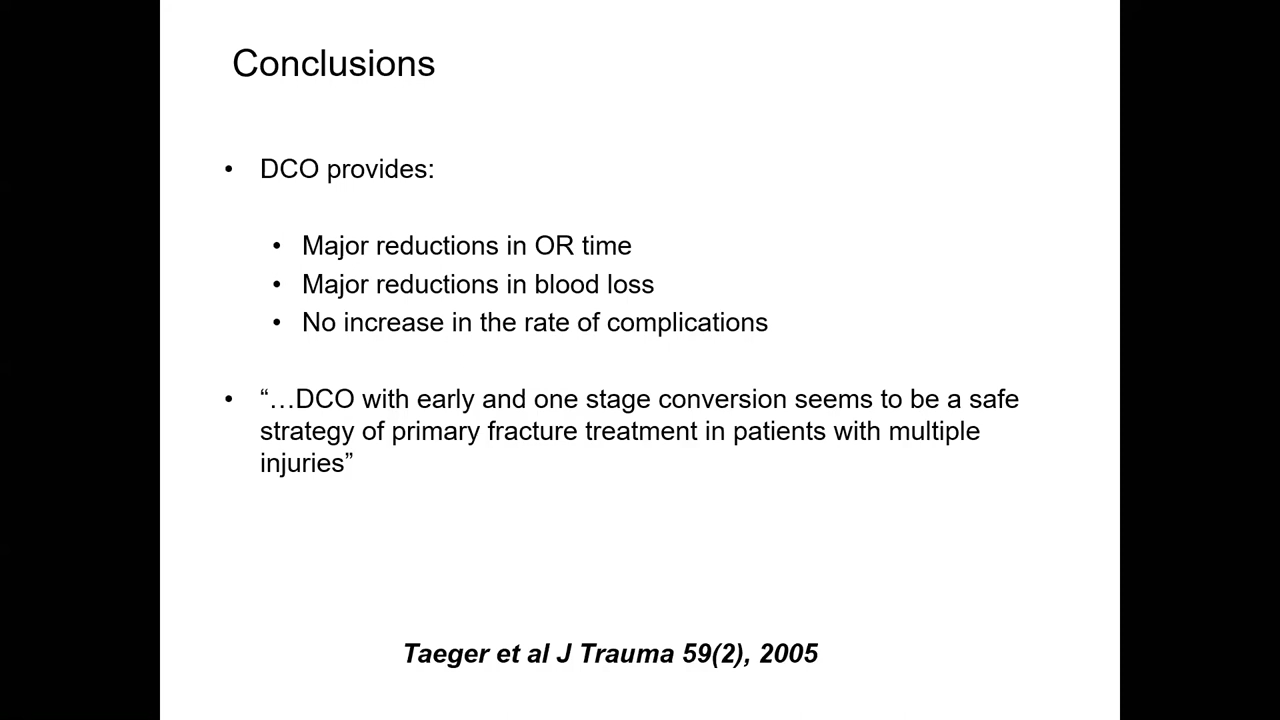 Conclusions
• DCO provides:
• Major reductions in OR time
• Major reductions in blood loss
• No increase in the rate of complications
• “…DCO with early and one stage conversion seems to be a safe
strategy of primary fracture treatment in patients with multiple
injuries”
Taeger et al J Trauma 59(2), 2005